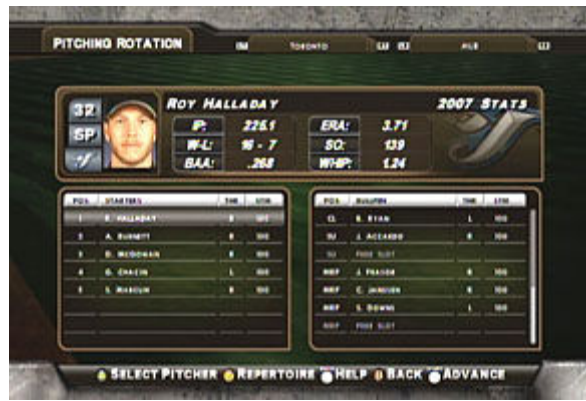 PITCHING ROTATION
TORONTO
MLB
ROY HALLADAY
2007 STATS
32
SP
IP: 225.1
ERA: 3.71
W-L: 16 - 7
SO: 139
BAA: .268
WHIP: 1.24
POS STARTERS THR STM
1 R. HALLADAY R 100
2 A. BURNETT R 100
3 D. MCGOWAN R 100
4 G. CHACIN L 100
5 S. MARCUM R 100
POS BULLPEN THR STM
CL B. RYAN L 100
SU J. ACCARDO R 100
SU FREE SLOT
MRP J. FRASOR R 100
MRP C. JANSSEN R 100
MRP S. DOWNS L 100
MRP FREE SLOT
SELECT PITCHER REPERTOIRE HELP BACK ADVANCE